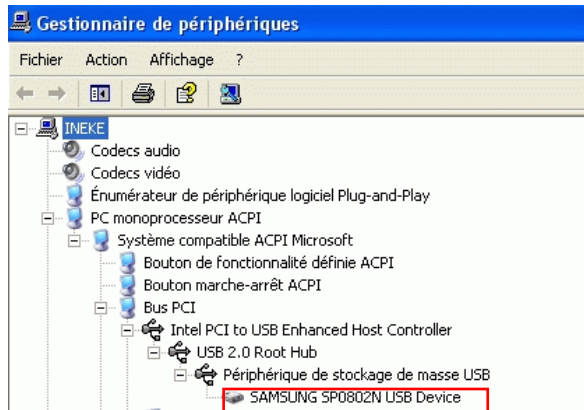 Gestionnaire de périphériques
Fichier Action Affichage ?
INEKE
Codecs audio
Codecs vidéo
Énumérateur de périphérique logiciel Plug-and-Play
PC monoprocesseur ACPI
Système compatible ACPI Microsoft
Bouton de fonctionnalité définie ACPI
Bouton marche-arrêt ACPI
Bus PCI
Intel PCI to USB Enhanced Host Controller
USB 2.0 Root Hub
Périphérique de stockage de masse USB
SAMSUNG SP0802N USB Device